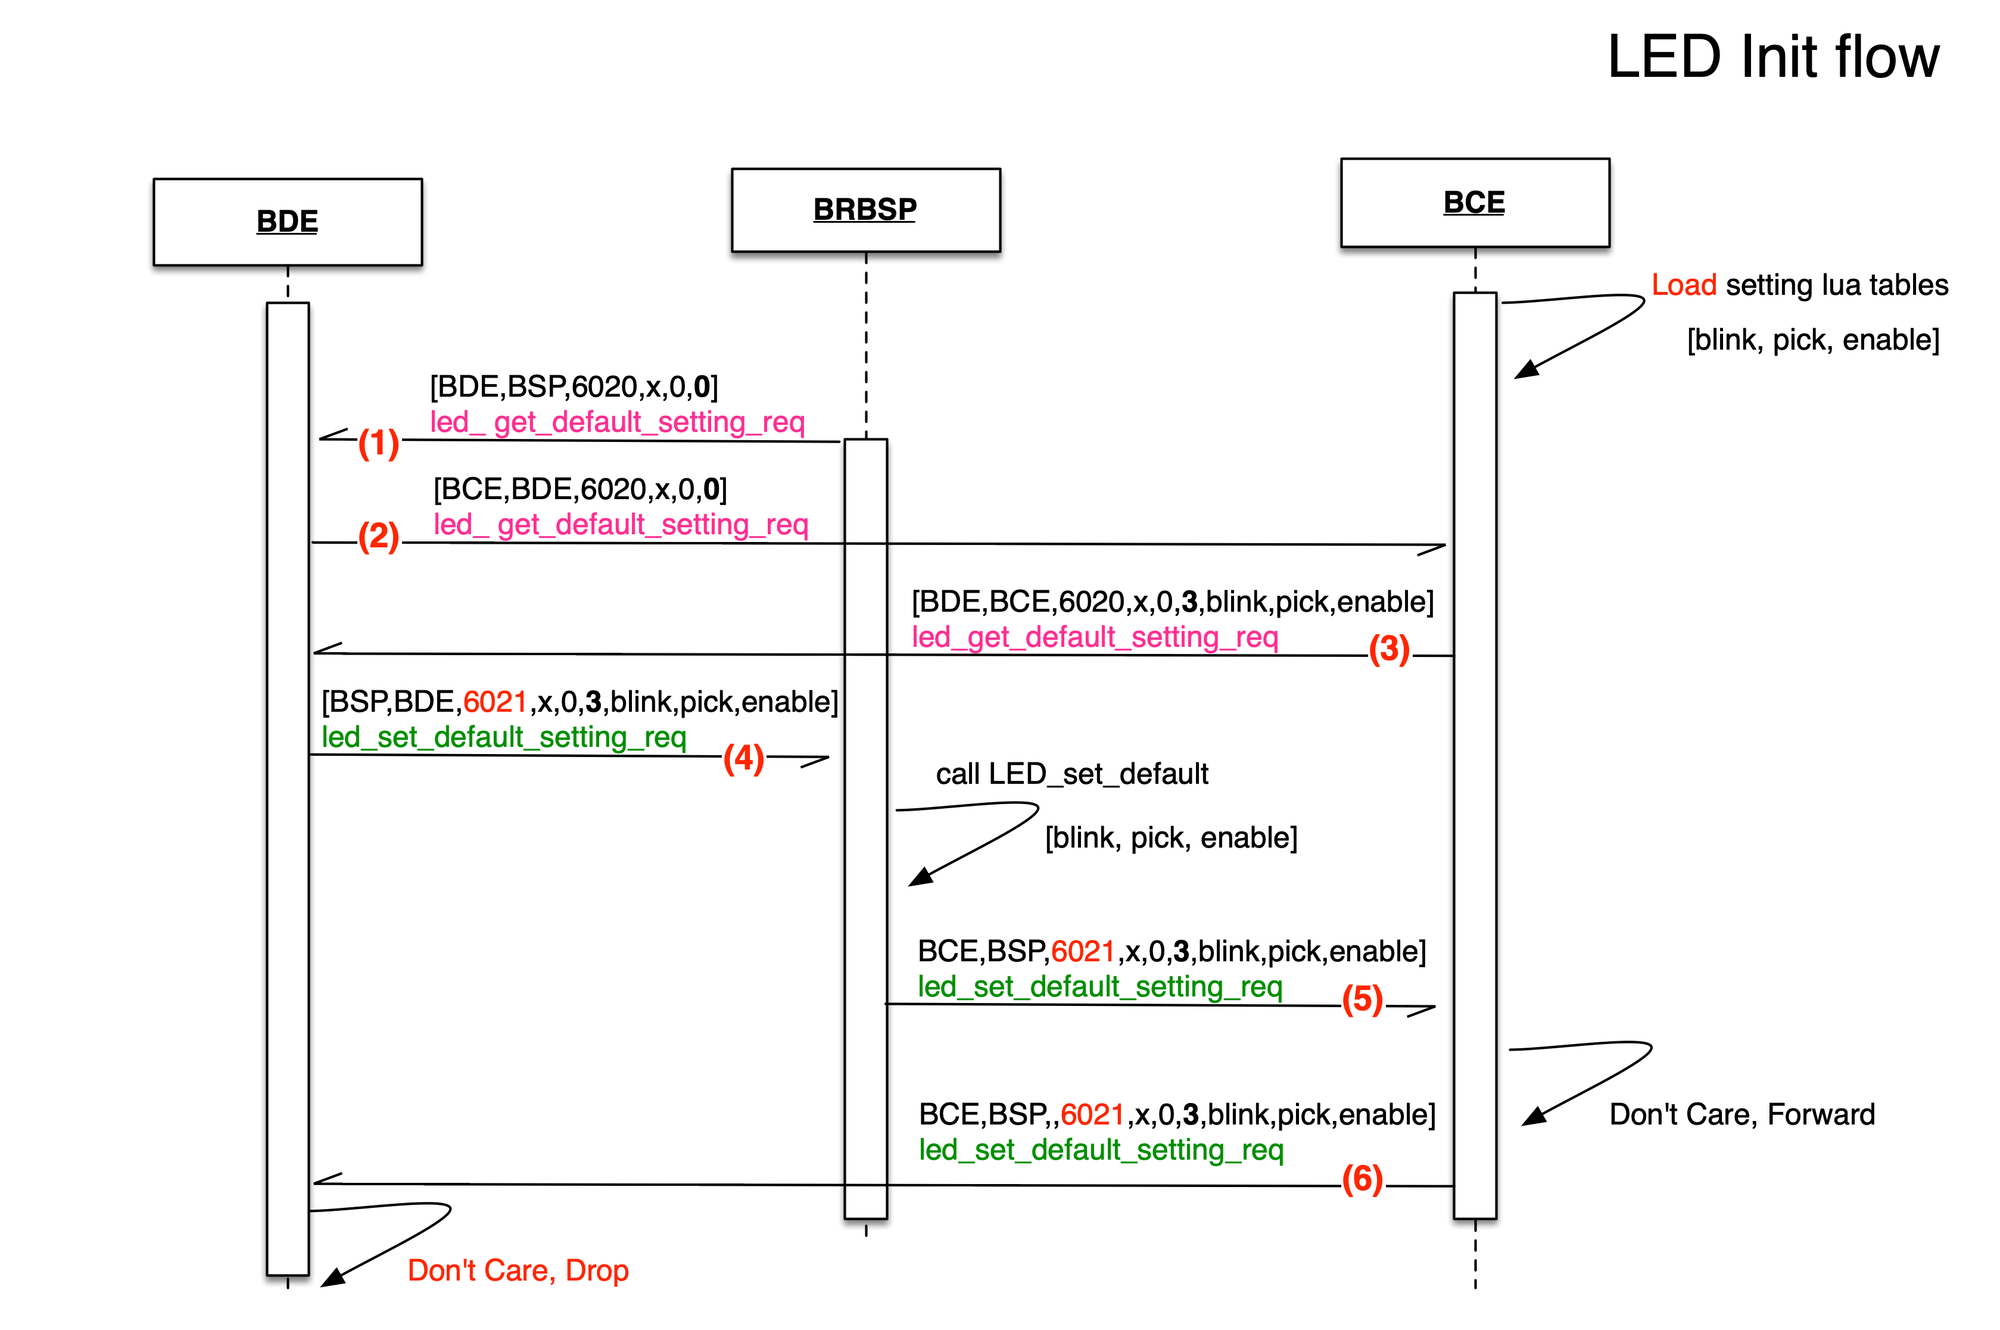 LED Init flow
BDE
BRBSP
BCE
Load setting lua tables
[blink, pick, enable]
[BDE,BSP,6020,x,0,0]
led_ get_default_setting_req
(1)
[BCE,BDE,6020,x,0,0]
led_ get_default_setting_req
(2)
[BDE,BCE,6020,x,0,3,blink,pick,enable]
led_get_default_setting_req
(3)
[BSP,BDE,6021,x,0,3,blink,pick,enable]
led_set_default_setting_req
(4)
call LED_set_default
[blink, pick, enable]
BCE,BSP,6021,x,0,3,blink,pick,enable]
led_set_default_setting_req
(5)
Don't Care, Forward
BCE,BSP,,6021,x,0,3,blink,pick,enable]
led_set_default_setting_req
(6)
Don't Care, Drop